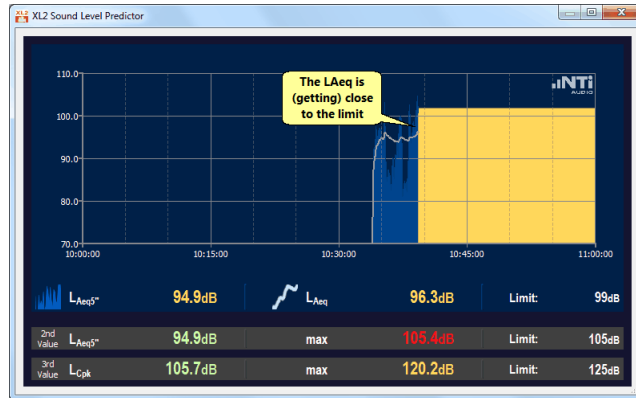 XL2 XL2 Sound Level Predictor
110.0
The LAeq is
(getting) close
to the limit
NTi
AUDIO
100.0
90.0
80.0
70.0
10:00:00 10:15:00 10:30:00 10:45:00 11:00:00
LAeq5" 94.9dB LAeq 96.3dB Limit: 99dB
2nd Value LAeq5" 94.9dB max 105.4dB Limit: 105dB
3rd Value LCpk 105.7dB max 120.2dB Limit: 125dB